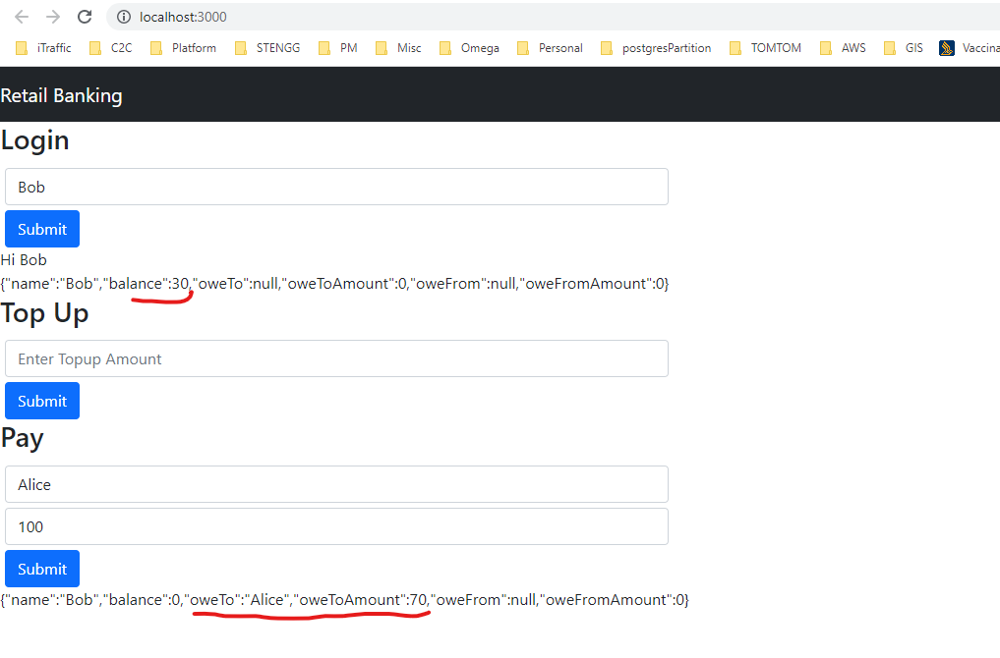 localhost:3000
iTraffic C2C Platform STENGG PM Misc Omega Personal postgresPartition TOMTOM AWS GIS Vaccina
Retail Banking
Login
Bob
Submit
Hi Bob
{"name":"Bob","balance":30,"oweTo":null,"oweToAmount":0,"oweFrom":null,"oweFromAmount":0}
Top Up
Enter Topup Amount
Submit
Pay
Alice
100
Submit
{"name":"Bob","balance":0,"oweTo":"Alice","oweToAmount":70,"oweFrom":null,"oweFromAmount":0}